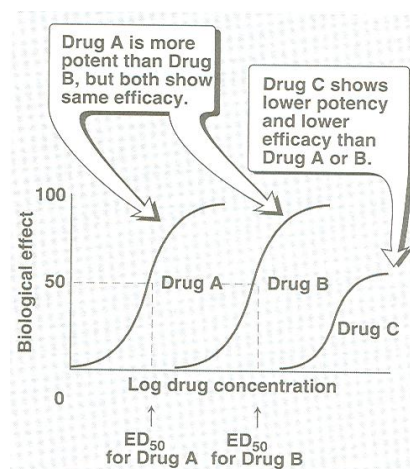 Drug A is more
potent than Drug
B, but both show
same efficacy.
Drug C shows
lower potency
and lower
efficacy than
Drug A or B.
100
50
0
Biological effect
Drug A
Drug B
Drug C
Log drug concentration
ED50
for Drug A
ED50
for Drug B